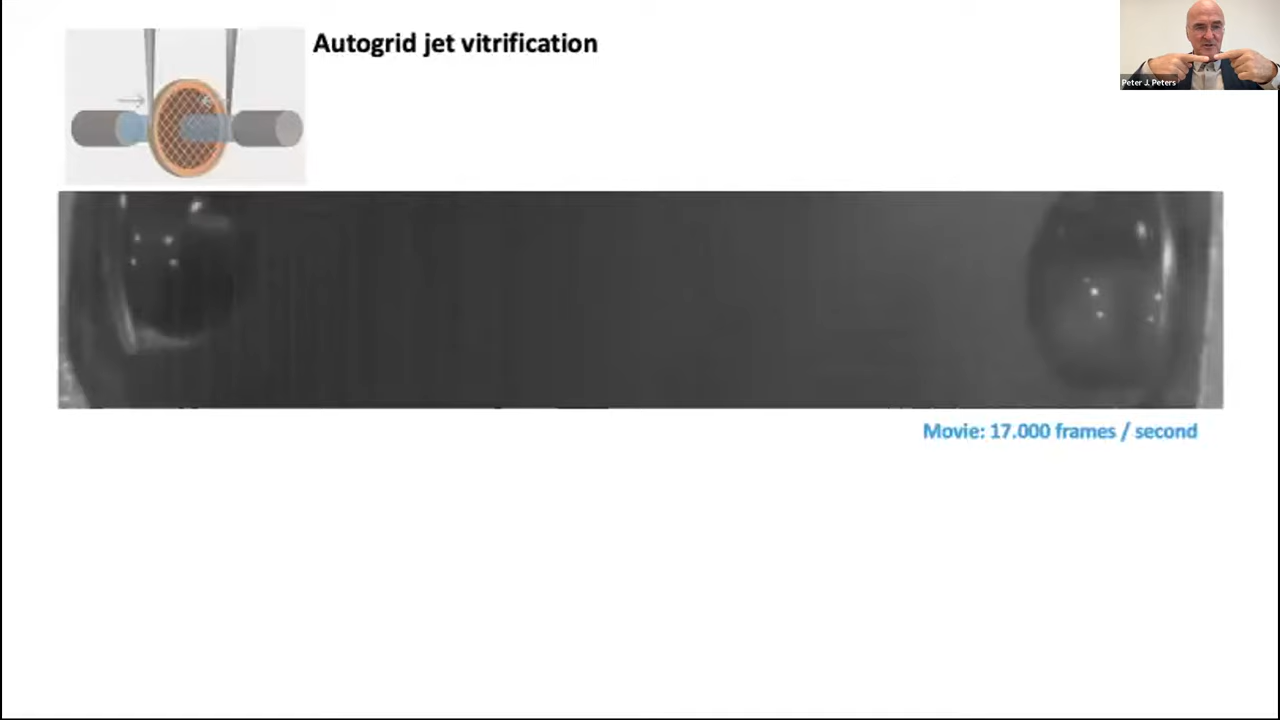 Autogrid jet vitrification
Peter J. Peters
Movie: 17.000 frames / second